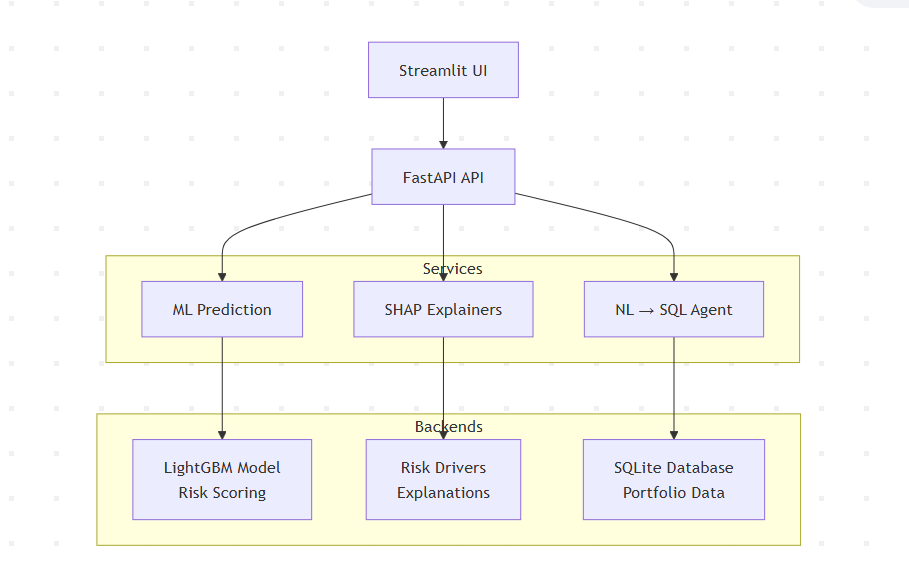 Streamlit UI
FastAPI API
Services
ML Prediction
SHAP Explainers
NL → SQL Agent
Backends
LightGBM Model
Risk Scoring
Risk Drivers
Explanations
SQLite Database
Portfolio Data